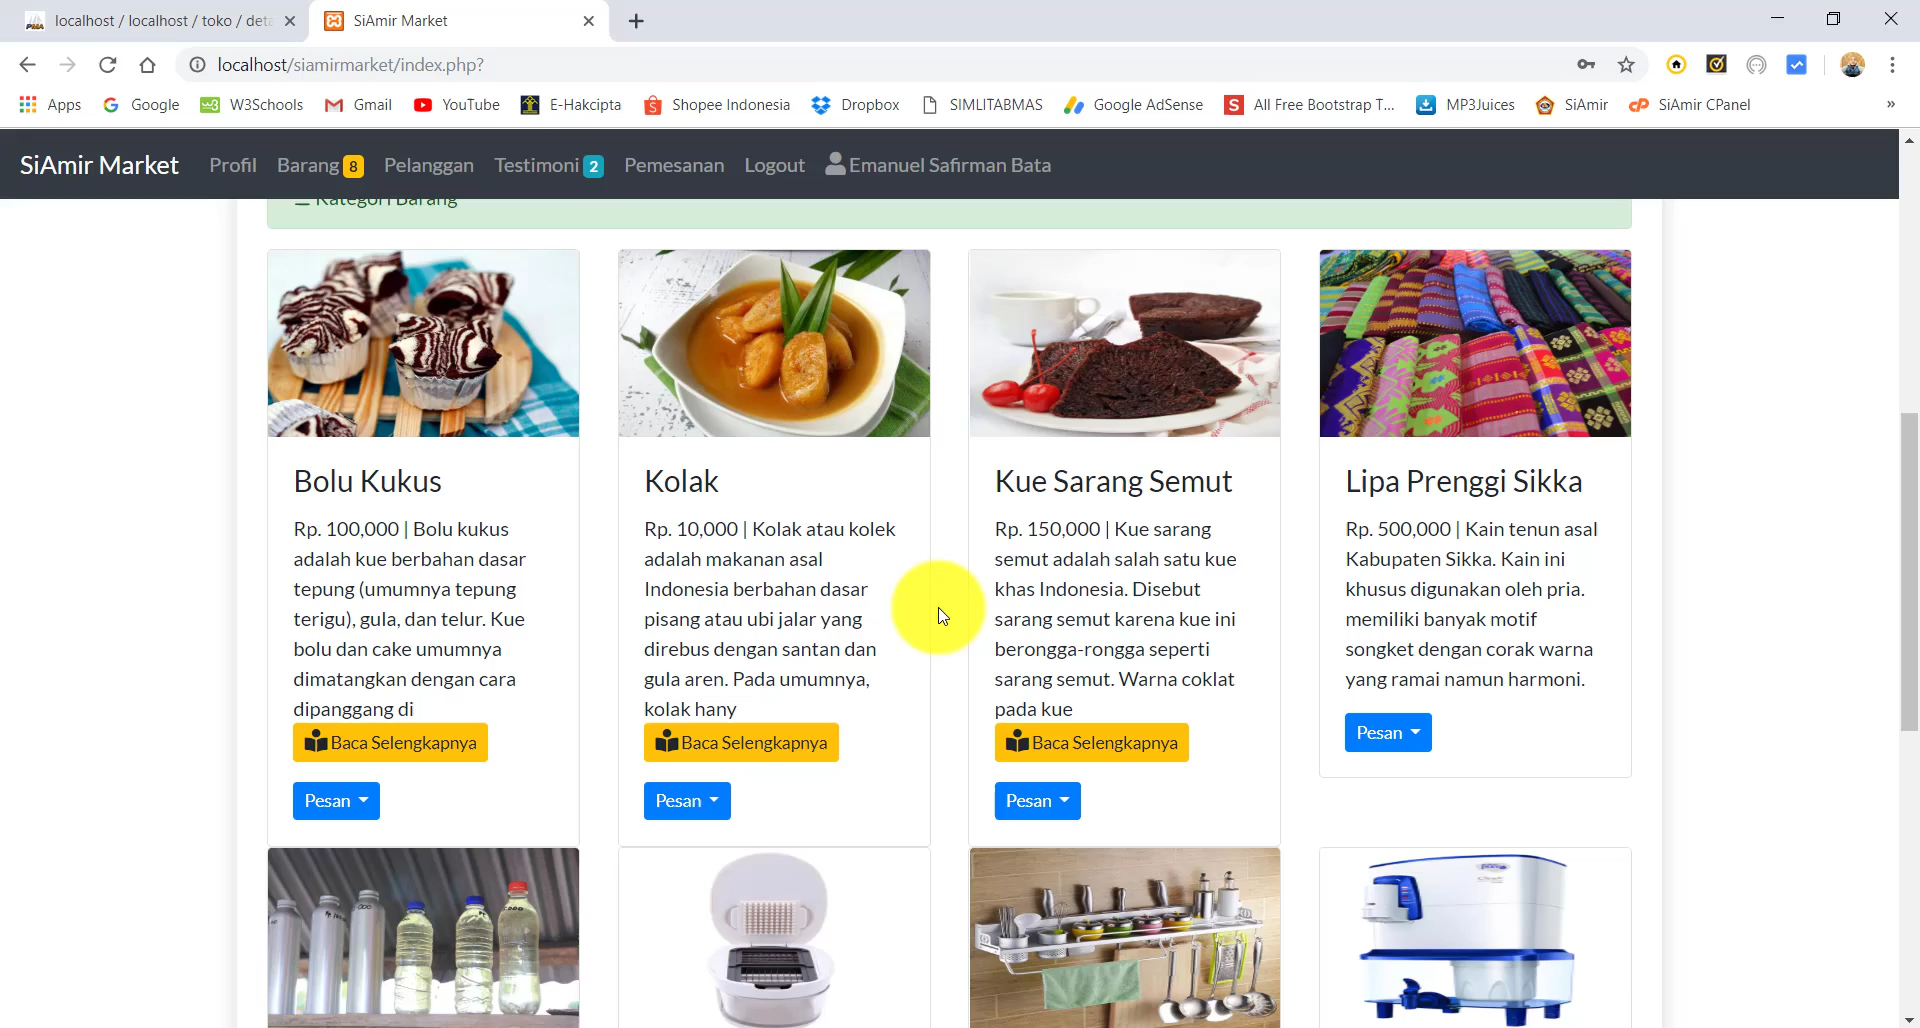 localhost / localhost / toko / deta
SiAmir Market
localhost/siamirmarket/index.php?
Apps Google W3Schools Gmail YouTube E-Hakcipta Shopee Indonesia Dropbox SIMLITABMAS Google AdSense All Free Bootstrap T... MP3Juices SiAmir SiAmir CPanel »
SiAmir Market Profil Barang 8 Pelanggan Testimoni 2 Pemesanan Logout Emanuel Safirman Bata
Kategori Barang
Bolu Kukus
Rp. 100,000 | Bolu kukus
adalah kue berbahan dasar
tepung (umumnya tepung
terigu), gula, dan telur. Kue
bolu dan cake umumnya
dimatangkan dengan cara
dipanggang di
Baca Selengkapnya
Pesan
Kolak
Rp. 10,000 | Kolak atau kolek
adalah makanan asal
Indonesia berbahan dasar
pisang atau ubi jalar yang
direbus dengan santan dan
gula aren. Pada umumnya,
kolak hany
Baca Selengkapnya
Pesan
Kue Sarang Semut
Rp. 150,000 | Kue sarang
semut adalah salah satu kue
khas Indonesia. Disebut
sarang semut karena kue ini
berongga-rongga seperti
sarang semut. Warna coklat
pada kue
Baca Selengkapnya
Pesan
Lipa Prenggi Sikka
Rp. 500,000 | Kain tenun asal
Kabupaten Sikka. Kain ini
khusus digunakan oleh pria.
memiliki banyak motif
songket dengan corak warna
yang ramai namun harmoni.
Pesan